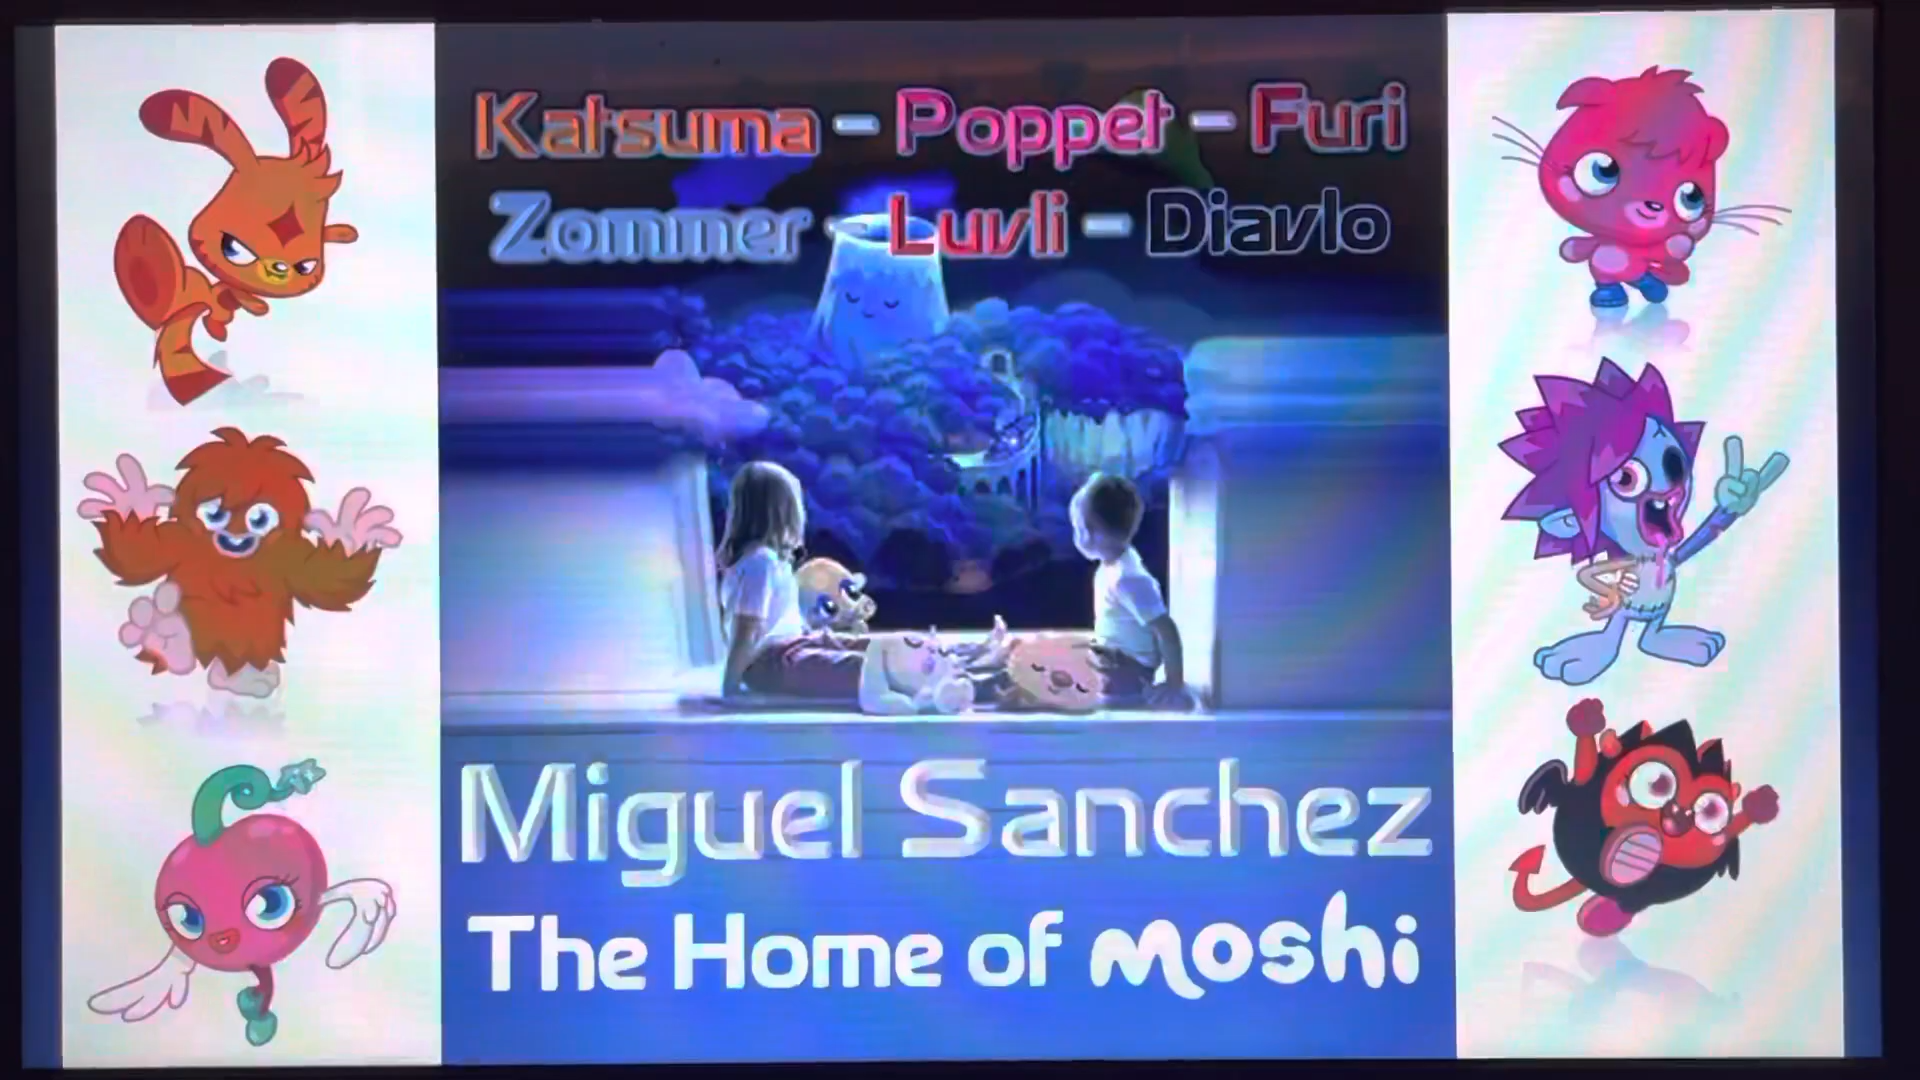 Katsuma - Poppet - Furi
Zommer - Luvli - Diavlo
Miguel Sanchez
The Home of moshi